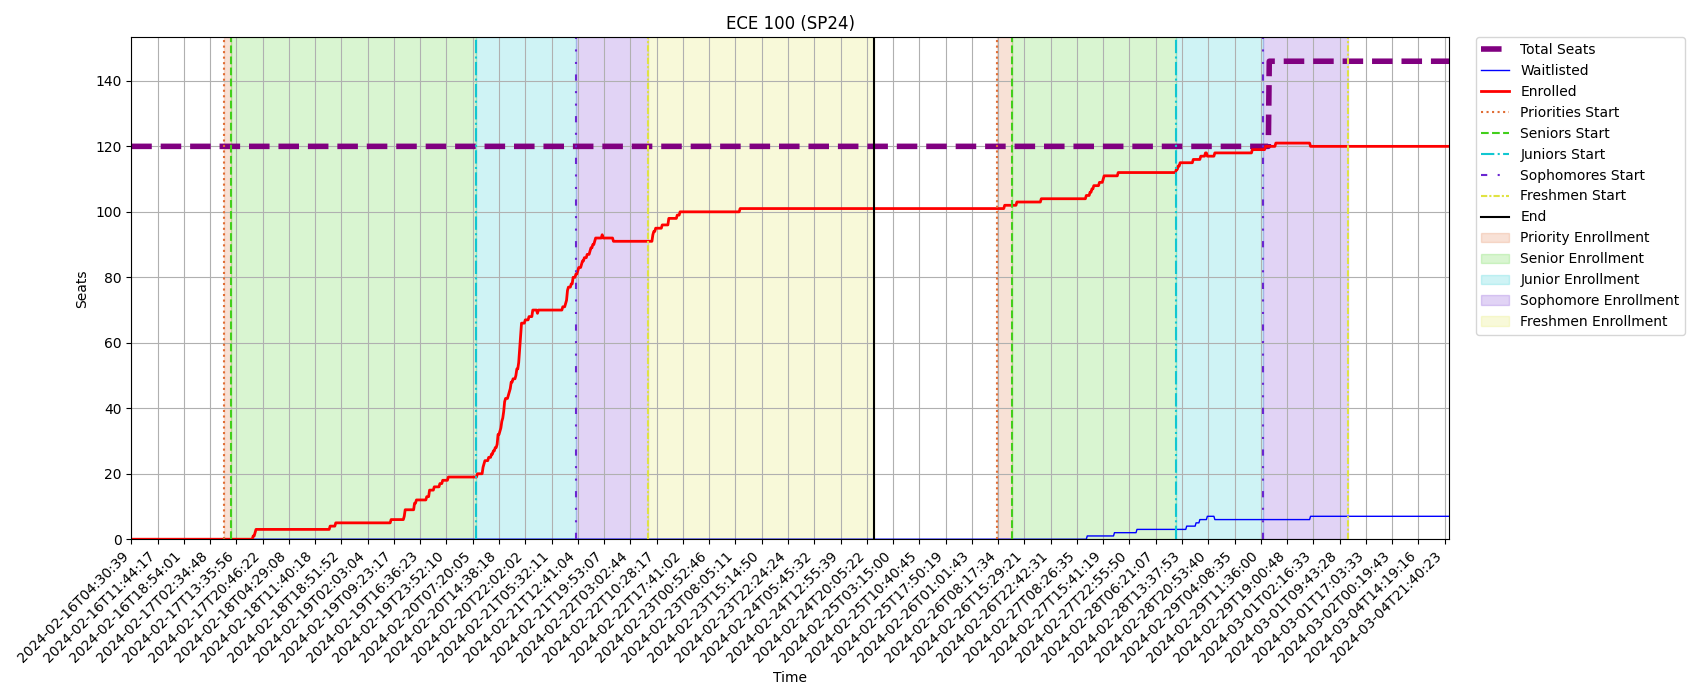 ECE 100 (SP24)
Seats
140
120
100
80
60
40
20
0
2024-02-16T04:30:39
2024-02-16T11:44:17
2024-02-16T18:54:01
2024-02-17T02:34:48
2024-02-17T13:35:56
2024-02-17T20:46:22
2024-02-18T04:29:08
2024-02-18T11:40:18
2024-02-18T18:51:52
2024-02-19T02:03:04
2024-02-19T09:23:17
2024-02-19T16:36:23
2024-02-19T23:52:10
2024-02-20T07:20:05
2024-02-20T14:38:18
2024-02-20T22:02:02
2024-02-21T05:32:11
2024-02-21T12:41:04
2024-02-21T19:53:07
2024-02-22T03:02:44
2024-02-22T10:28:17
2024-02-22T17:41:02
2024-02-23T00:52:46
2024-02-23T08:05:11
2024-02-23T15:14:50
2024-02-23T22:24:24
2024-02-24T05:45:32
2024-02-24T12:55:39
2024-02-24T20:05:22
2024-02-25T03:15:00
2024-02-25T10:40:45
2024-02-25T17:50:19
2024-02-26T01:01:43
2024-02-26T08:17:34
2024-02-26T15:29:21
2024-02-26T22:42:31
2024-02-27T08:26:35
2024-02-27T15:41:19
2024-02-27T22:55:50
2024-02-28T06:21:07
2024-02-28T13:37:53
2024-02-28T20:53:40
2024-02-29T04:08:35
2024-02-29T11:36:00
2024-02-29T19:00:48
2024-03-01T02:16:33
2024-03-01T09:43:28
2024-03-01T17:03:33
2024-03-02T00:19:43
2024-03-04T14:19:16
2024-03-04T21:40:23
Time
Total Seats
Waitlisted
Enrolled
Priorities Start
Seniors Start
Juniors Start
Sophomores Start
Freshmen Start
End
Priority Enrollment
Senior Enrollment
Junior Enrollment
Sophomore Enrollment
Freshmen Enrollment